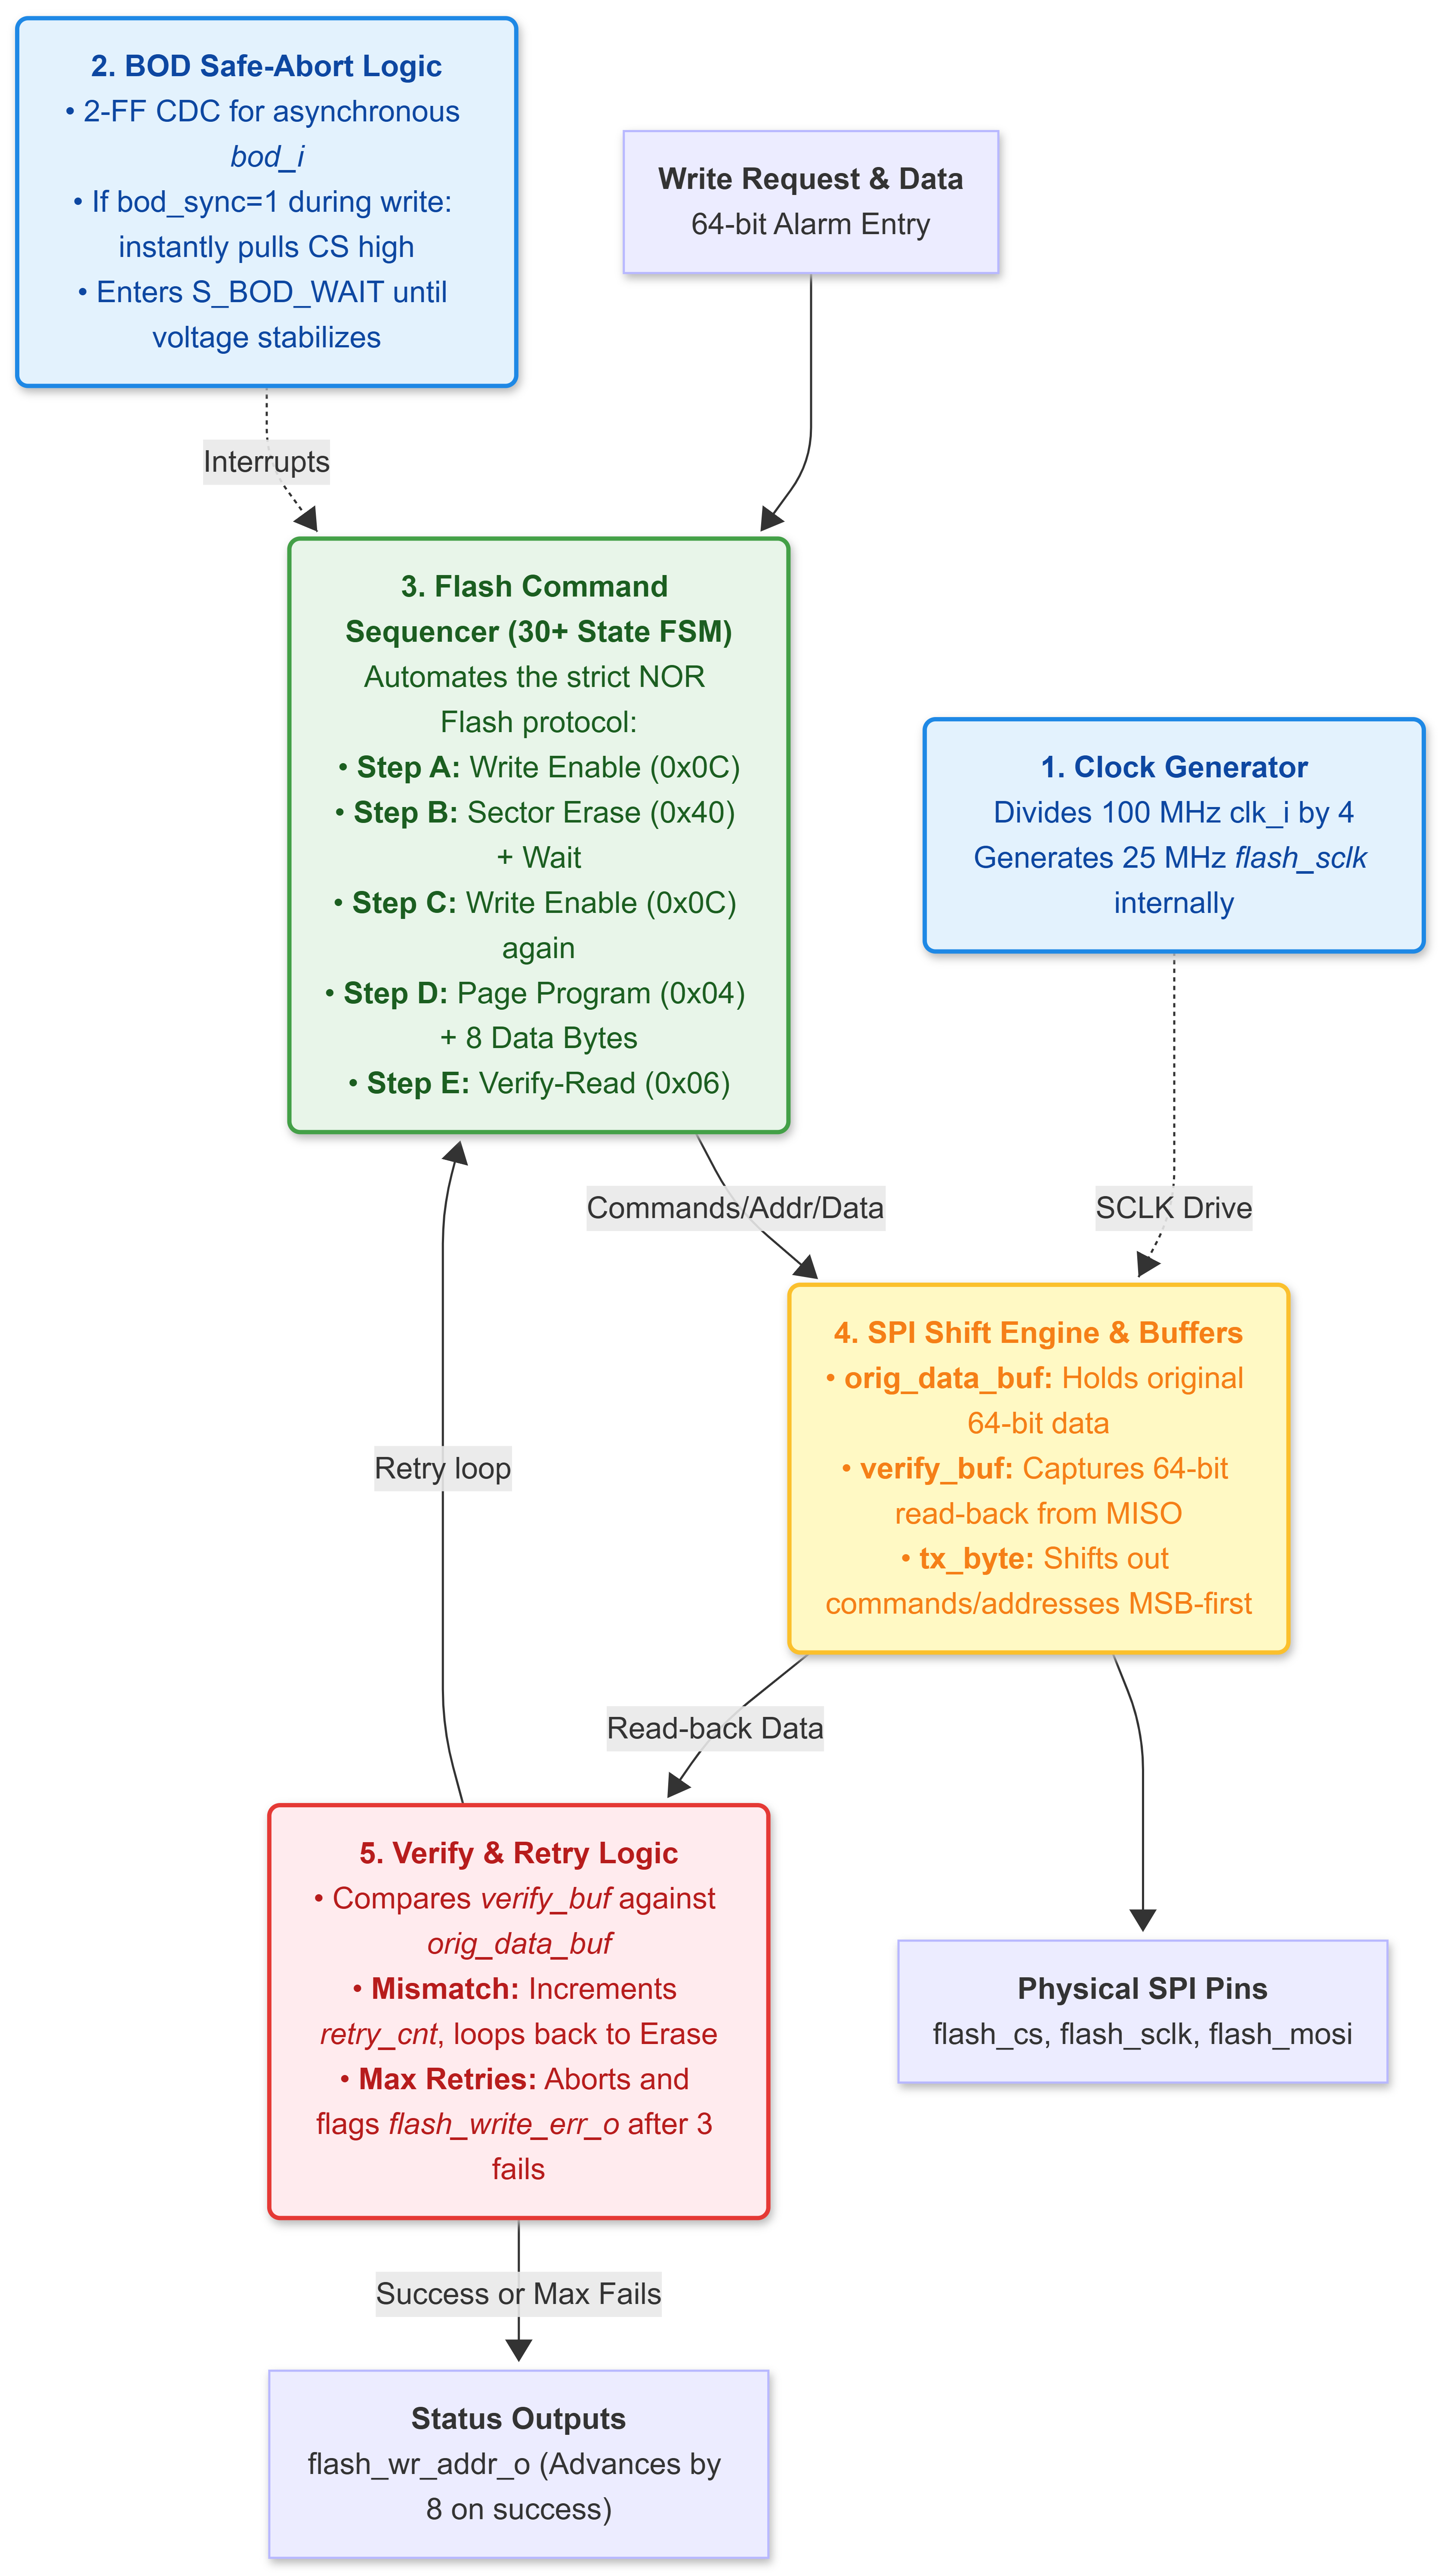 2. BOD Safe-Abort Logic
• 2-FF CDC for asynchronous
bod_i
• If bod_sync=1 during write:
instantly pulls CS high
• Enters S_BOD_WAIT until
voltage stabilizes
Write Request & Data
64-bit Alarm Entry
Interrupts
3. Flash Command
Sequencer (30+ State FSM)
Automates the strict NOR
Flash protocol:
• Step A: Write Enable (0x0C)
• Step B: Sector Erase (0x40)
+ Wait
• Step C: Write Enable (0x0C)
again
• Step D: Page Program (0x04)
+ 8 Data Bytes
• Step E: Verify-Read (0x06)
1. Clock Generator
Divides 100 MHz clk_i by 4
Generates 25 MHz flash_sclk
internally
Commands/Addr/Data
SCLK Drive
4. SPI Shift Engine & Buffers
• orig_data_buf: Holds original
64-bit data
• verify_buf: Captures 64-bit
read-back from MISO
• tx_byte: Shifts out
commands/addresses MSB-first
Retry loop
Read-back Data
5. Verify & Retry Logic
• Compares verify_buf against
orig_data_buf
• Mismatch: Increments
retry_cnt, loops back to Erase
• Max Retries: Aborts and
flags flash_write_err_o after 3
fails
Physical SPI Pins
flash_cs, flash_sclk, flash_mosi
Success or Max Fails
Status Outputs
flash_wr_addr_o (Advances by
8 on success)